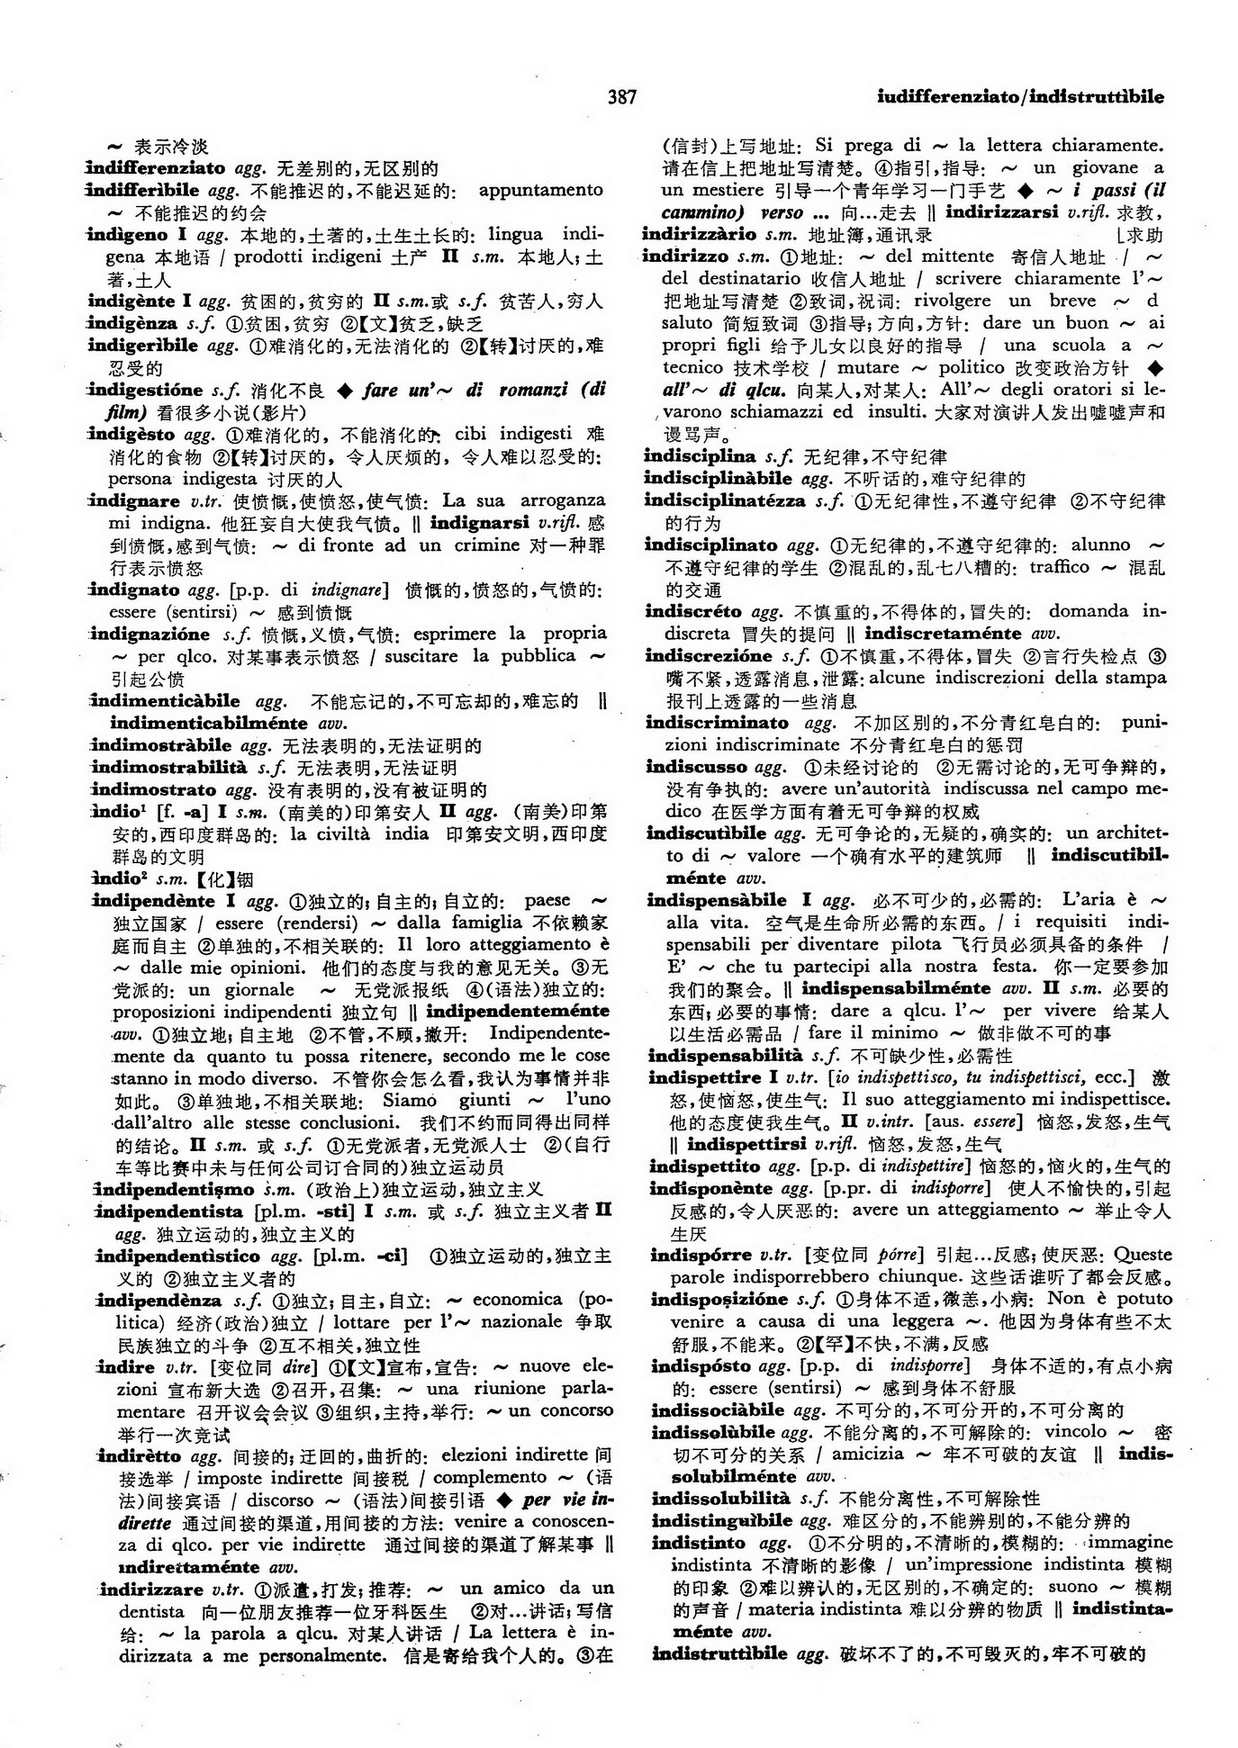 387
iudifferenziato/indistruttìbile
～ 表示冷淡
indifferenziato agg. 无差别的,无区别的
indifferìbile agg. 不能推迟的,不能迟延的: appuntamento
～ 不能推迟的约会
indìgeno I agg. 本地的,土著的,土生土长的: lingua indi-
gena 本地语 / prodotti indigeni 土产 II s.m. 本地人; 土
著,土人
indigènte I agg. 贫困的,贫穷的 II s.m.或 s.f. 贫苦人,穷人
indigènza s.f. ①贫困,贫穷 ②【文】贫乏,缺乏
indigerìbile agg. ①难消化的,无法消化的 ②【转】讨厌的,难
忍受的
indigestióne s.f. 消化不良 ◆ fare un'～ di romanzi (di
film) 看很多小说(影片)
indigèsto agg. ①难消化的, 不能消化的: cibi indigesti 难
消化的食物 ②【转】讨厌的, 令人厌烦的, 令人难以忍受的:
persona indigesta 讨厌的人
indignare v.tr. 使愤慨,使愤怒,使气愤: La sua arroganza
mi indigna. 他狂妄自大使我气愤。‖ indignarsi v.rifl. 感
到愤慨,感到气愤: ～ di fronte ad un crimine 对一种罪
行表示愤怒
indignato agg. [p.p. di indignare] 愤慨的,愤怒的,气愤的:
essere (sentirsi) ～ 感到愤慨
indignazióne s.f. 愤慨,义愤,气愤: esprimere la propria
～ per qlco. 对某事表示愤怒 / suscitare la pubblica ～
引起公愤
indimenticàbile agg. 不能忘记的,不可忘却的,难忘的 ‖
indimenticabilménte avv.
indimostràbile agg. 无法表明的,无法证明的
indimostrabilità s.f. 无法表明,无法证明
indimostrato agg. 没有表明的,没有被证明的
ìndio¹ [f. -a] I s.m. (南美的)印第安人 II agg. (南美)印第
安的,西印度群岛的: la civiltà india 印第安文明,西印度
群岛的文明
ìndio² s.m. 【化】铟
indipendènte I agg. ①独立的; 自主的; 自立的: paese ～
独立国家 / essere (rendersi) ～ dalla famiglia 不依赖家
庭而自主 ②单独的,不相关联的: Il loro atteggiamento è
～ dalle mie opinioni. 他们的态度与我的意见无关。③无
党派的: un giornale ～ 无党派报纸 ④(语法)独立的:
proposizioni indipendenti 独立句 ‖ indipendenteménte
avv. ①独立地; 自主地 ②不管,不顾,撇开: Indipendente-
mente da quanto tu possa ritenere, secondo me le cose
stanno in modo diverso. 不管你会怎么看,我认为事情并非
如此。 ③单独地,不相关联地: Siamo giunti ～ l'uno
dall'altro alle stesse conclusioni. 我们不约而同得出同样
的结论。II s.m. 或 s.f. ①无党派者,无党派人士 ②(自行
车等比赛中未与任何公司订合同的)独立运动员
indipendentismo s.m. (政治上)独立运动,独立主义
indipendentista [pl.m. -sti] I s.m. 或 s.f. 独立主义者 II
agg. 独立运动的,独立主义的
indipendentìstico agg. [pl.m. -ci] ①独立运动的,独立主
义的 ②独立主义者的
indipendènza s.f. ①独立; 自主,自立: ～ economica (po-
litica) 经济(政治)独立 / lottare per l'～ nazionale 争取
民族独立的斗争 ②互不相关,独立性
indire v.tr. [变位同 dire] ①【文】宣布,宣告: ～ nuove ele-
zioni 宣布新大选 ②召开,召集: ～ una riunione parla-
mentare 召开议会会议 ③组织,主持,举行: ～ un concorso
举行一次竞试
indirètto agg. 间接的; 迂回的,曲折的: elezioni indirette 间
接选举 / imposte indirette 间接税 / complemento ～ (语
法)间接宾语 / discorso ～ (语法)间接引语 ◆ per vie in-
dirette 通过间接的渠道,用间接的方法: venire a conoscen-
za di qlco. per vie indirette 通过间接的渠道了解某事 ‖
indirettaménte avv.
indirizzare v.tr. ①派遣,打发; 推荐: ～ un amico da un
dentista 向一位朋友推荐一位牙科医生 ②对…讲话; 写信
给: ～ la parola a qlcu. 对某人讲话 / La lettera è in-
dirizzata a me personalmente. 信是寄给我个人的。③在
(信封)上写地址: Si prega di ～ la lettera chiaramente.
请在信上把地址写清楚。④指引,指导: ～ un giovane a
un mestiere 引导一个青年学习一门手艺 ◆ ～ i passi (il
cammino) verso ... 向…走去 ‖ indirizzarsi v.rifl. 求教,
indirizzàrio s.m. 地址簿,通讯录 ⌊求助
indirizzo s.m. ①地址: ～ del mittente 寄信人地址 / ～
del destinatario 收信人地址 / scrivere chiaramente l'～
把地址写清楚 ②致词,祝词: rivolgere un breve ～ d
saluto 简短致词 ③指导; 方向,方针: dare un buon ～ ai
propri figli 给予儿女以良好的指导 / una scuola a ～
tecnico 技术学校 / mutare ～ politico 改变政治方针 ◆
all'～ di qlcu. 向某人,对某人: All'～ degli oratori si le-
varono schiamazzi ed insulti. 大家对演讲人发出嘘嘘声和
谩骂声。
indisciplina s.f. 无纪律,不守纪律
indisciplinàbile agg. 不听话的,难守纪律的
indisciplinatézza s.f. ①无纪律性,不遵守纪律 ②不守纪律
的行为
indisciplinato agg. ①无纪律的,不遵守纪律的: alunno ～
不遵守纪律的学生 ②混乱的,乱七八糟的: traffico ～ 混乱
的交通
indiscréto agg. 不慎重的,不得体的,冒失的: domanda in-
discreta 冒失的提问 ‖ indiscretaménte avv.
indiscrezióne s.f. ①不慎重,不得体,冒失 ②言行失检点 ③
嘴不紧,透露消息,泄露: alcune indiscrezioni della stampa
报刊上透露的一些消息
indiscriminato agg. 不加区别的,不分青红皂白的: puni-
zioni indiscriminate 不分青红皂白的惩罚
indiscusso agg. ①未经讨论的 ②无需讨论的,无可争辩的,
没有争执的: avere un'autorità indiscussa nel campo me-
dico 在医学方面有着无可争辩的权威
indiscutìbile agg. 无可争论的,无疑的,确实的: un architet-
to di ～ valore 一个确有水平的建筑师 ‖ indiscutibil-
ménte avv.
indispensàbile I agg. 必不可少的,必需的: L'aria è ～
alla vita. 空气是生命所必需的东西。/ i requisiti indi-
spensabili per diventare pilota 飞行员必须具备的条件 /
E' ～ che tu partecipi alla nostra festa. 你一定要参加
我们的聚会。‖ indispensabilménte avv. II s.m. 必要的
东西; 必要的事情: dare a qlcu. l'～ per vivere 给某人
以生活必需品 / fare il minimo ～ 做非做不可的事
indispensabilità s.f. 不可缺少性,必需性
indispettire I v.tr. [io indispettisco, tu indispettisci, ecc.] 激
怒,使恼怒,使生气: Il suo atteggiamento mi indispettisce.
他的态度使我生气。II v.intr. [aus. essere] 恼怒,发怒,生气
‖ indispettirsi v.rifl. 恼怒,发怒,生气
indispettito agg. [p.p. di indispettire] 恼怒的,恼火的,生气的
indisponènte agg. [p.pr. di indisporre] 使人不愉快的,引起
反感的,令人厌恶的: avere un atteggiamento ～ 举止令人
生厌
indispórre v.tr. [变位同 pórre] 引起…反感; 使厌恶: Queste
parole indisporrebbero chiunque. 这些话谁听了都会反感。
indisposizióne s.f. ①身体不适,微恙,小病: Non è potuto
venire a causa di una leggera ～. 他因为身体有些不太
舒服,不能来。②【罕】不快,不满,反感
indispósto agg. [p.p. di indisporre] 身体不适的,有点小病
的: essere (sentirsi) ～ 感到身体不舒服
indissociàbile agg. 不可分的,不可分开的,不可分离的
indissolùbile agg. 不能分离的,不可解除的: vincolo ～ 密
切不可分的关系 / amicizia ～ 牢不可破的友谊 ‖ indis-
solubilménte avv.
indissolubilità s.f. 不能分离性,不可解除性
indistinguìbile agg. 难区分的,不能辨别的,不能分辨的
indistinto agg. ①不分明的,不清晰的,模糊的: immagine
indistinta 不清晰的影像 / un'impressione indistinta 模糊
的印象 ②难以辨认的,无区别的,不确定的: suono ～ 模糊
的声音 / materia indistinta 难以分辨的物质 ‖ indistinta-
ménte avv.
indistruttìbile agg. 破坏不了的,不可毁灭的,牢不可破的